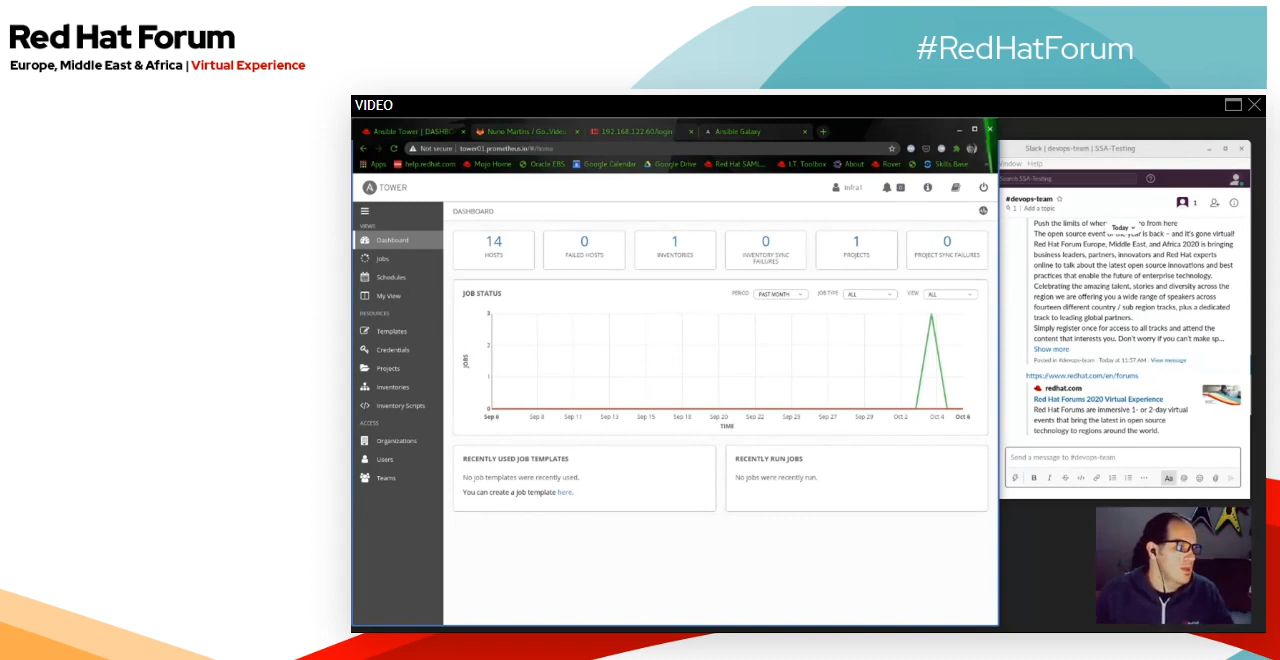 Red Hat Forum
Europe, Middle East & Africa | Virtual Experience
#RedHatForum
VIDEO
Ansible Tower | DASHBO
Nuno Martins / Go_Video
192.168.122.60/login
Ansible Galaxy
Not secure | tower01.prometheus.io/#/home
Apps
help.redhat.com
Mojo Home
Oracle EBS
Google Calendar
Google Drive
Red Hat SAML...
I.T. Toolbox
About
Rover
Skills Base
A TOWER
infra1
VIEWS
Dashboard
Jobs
Schedules
My View
RESOURCES
Templates
Credentials
Projects
Inventories
Inventory Scripts
ACCESS
Organizations
Users
Teams
DASHBOARD
14
HOSTS
0
FAILED HOSTS
1
INVENTORIES
0
INVENTORY SYNC
FAILURES
1
PROJECTS
0
PROJECT SYNC FAILURES
JOB STATUS
PERIOD
PAST MONTH
JOB TYPE
ALL
VIEW
ALL
JOBS
3
2
1
0
Sep 6
Sep 11
Sep 13
Sep 15
Sep 18
Sep 20
Sep 22
Sep 25
Sep 27
Sep 29
Oct 2
Oct 4
Oct 6
TIME
RECENTLY USED JOB TEMPLATES
No job templates were recently used.
You can create a job template here.
RECENTLY RUN JOBS
No jobs were recently run.
Slack | devops-team | SSA-Testing
Window Help
Search SSA-Testing
#devops-team
1 | Add a topic
1
Today
Push the limits of
from here
The open source event
is back – and it's gone virtual!
Red Hat Forum Europe, Middle East, and Africa 2020 is bringing
business leaders, partners, innovators and Red Hat experts
online to talk about the latest open source innovations and best
practices that enable the future of enterprise technology.
Celebrating the amazing talent, stories and diversity across the
region we are offering you a wide range of speakers across
fourteen different country / sub region tracks, plus a dedicated
track to leading global partners.
Simply register once for access to all tracks and attend the
content that interests you. Don't worry if you can't make sp...
Show more
Posted in #devops-team Today at 11:57 AM View message
https://www.redhat.com/en/forums
redhat.com
Red Hat Forums 2020 Virtual Experience
Red Hat Forums are immersive 1- or 2-day virtual
events that bring the latest in open source
technology to regions around the world.
Send a message to #devops-team
B
I
Aa